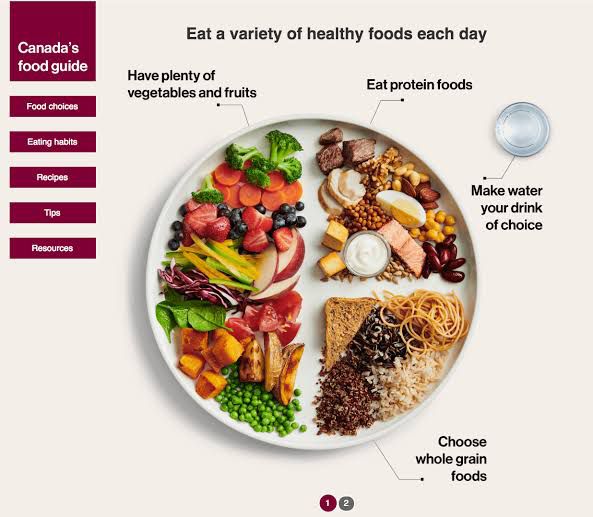 Canada's
food guide
Food choices
Eating habits
Recipes
Tips
Resources
Eat a variety of healthy foods each day
Have plenty of
vegetables and fruits
Eat protein foods
Make water
your drink
of choice
Choose
whole grain
foods
1 2